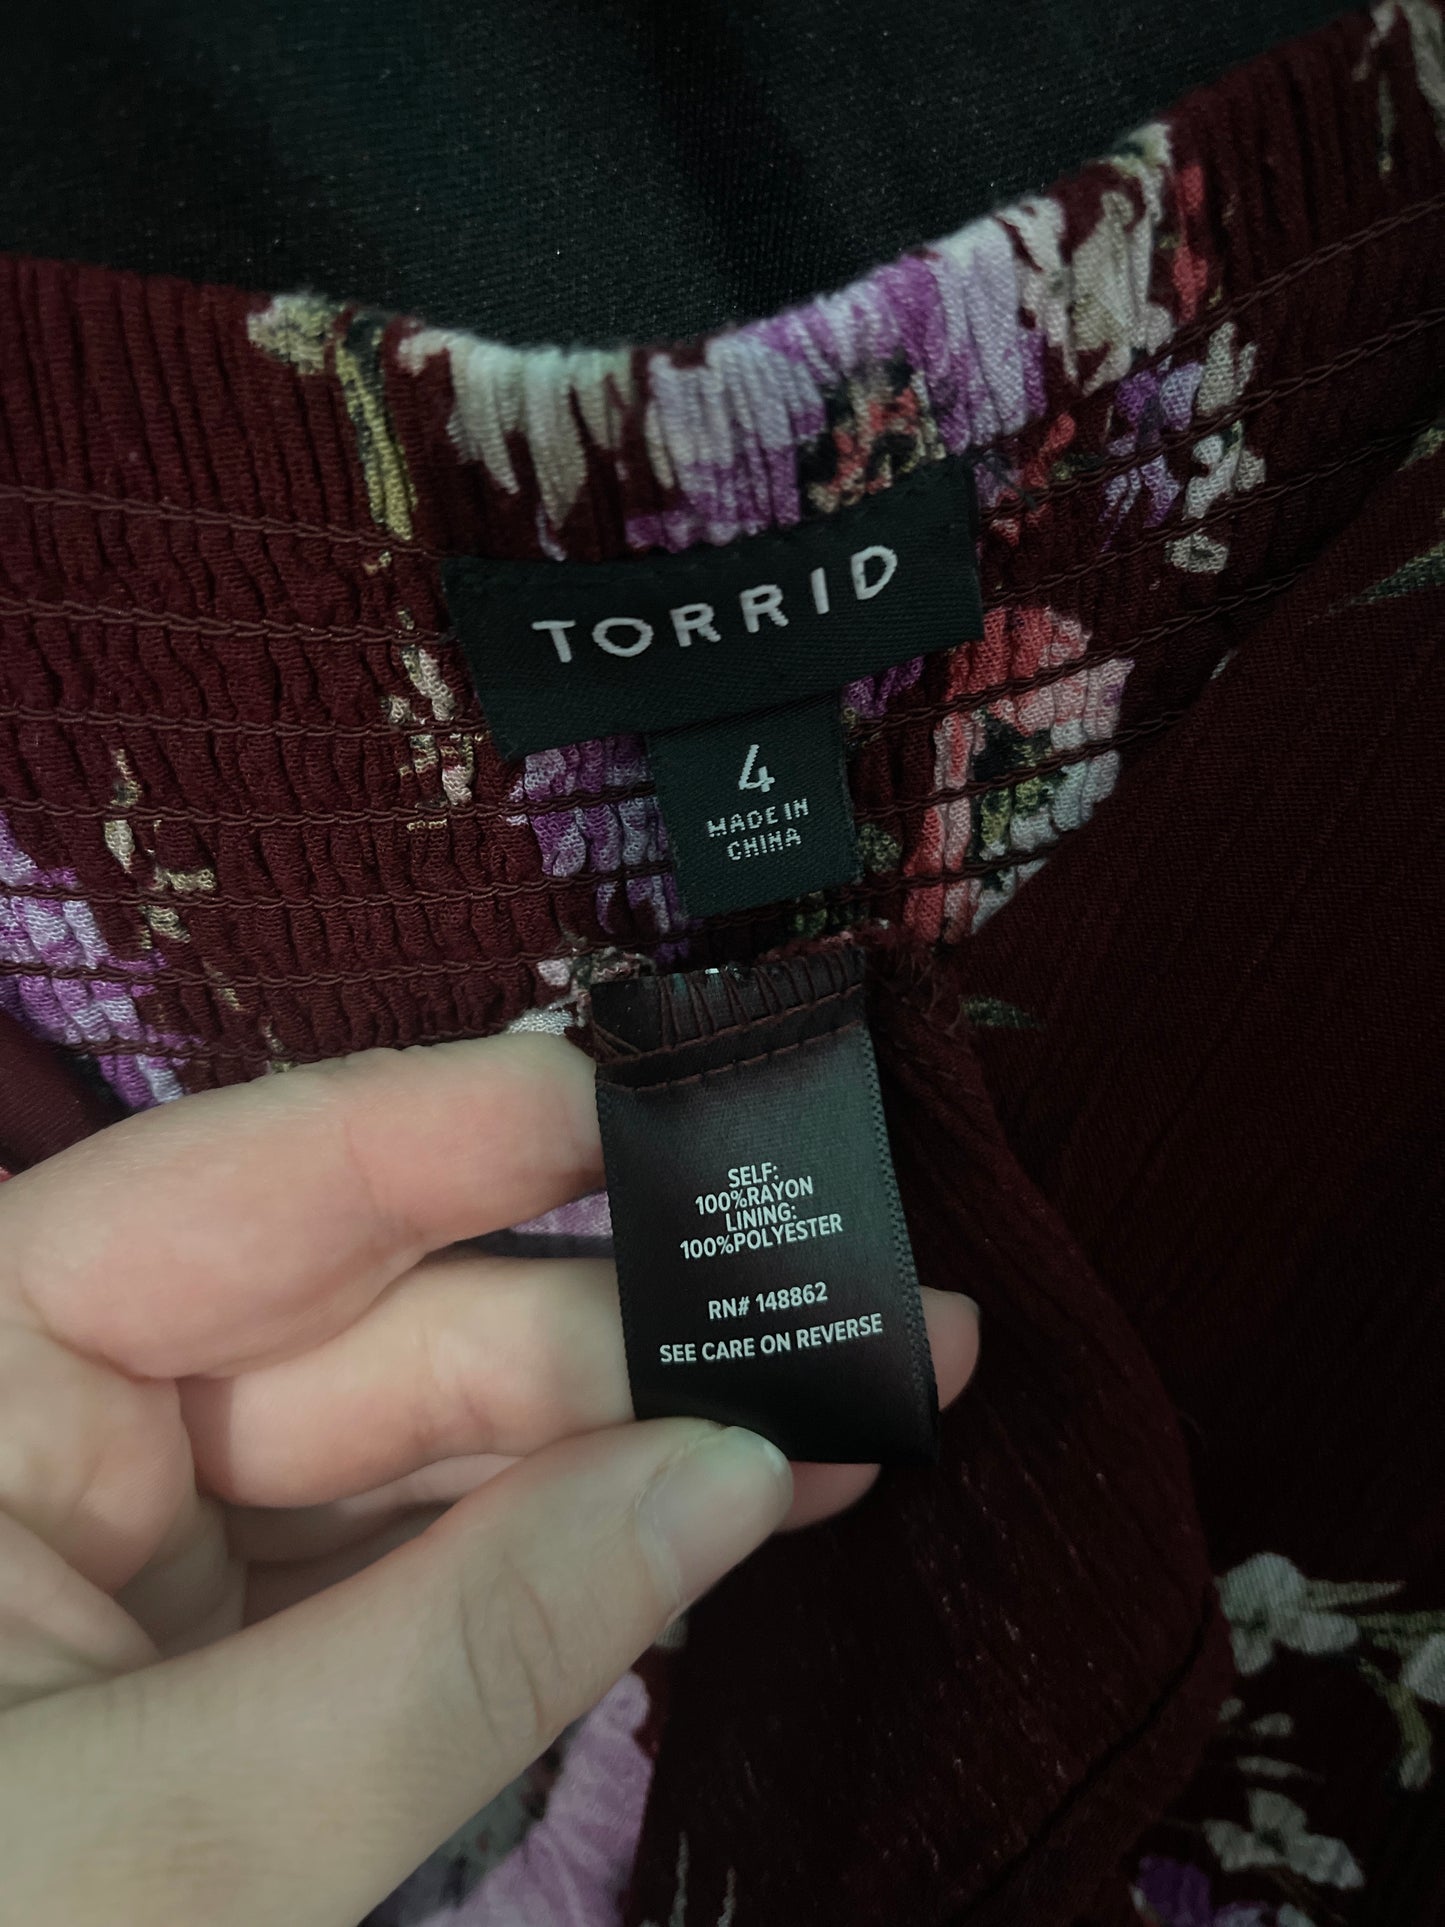 TORRID
4
MADE IN
CHINA
SELF:
100%RAYON
LINING:
100%POLYESTER
RN# 148862
SEE CARE ON REVERSE